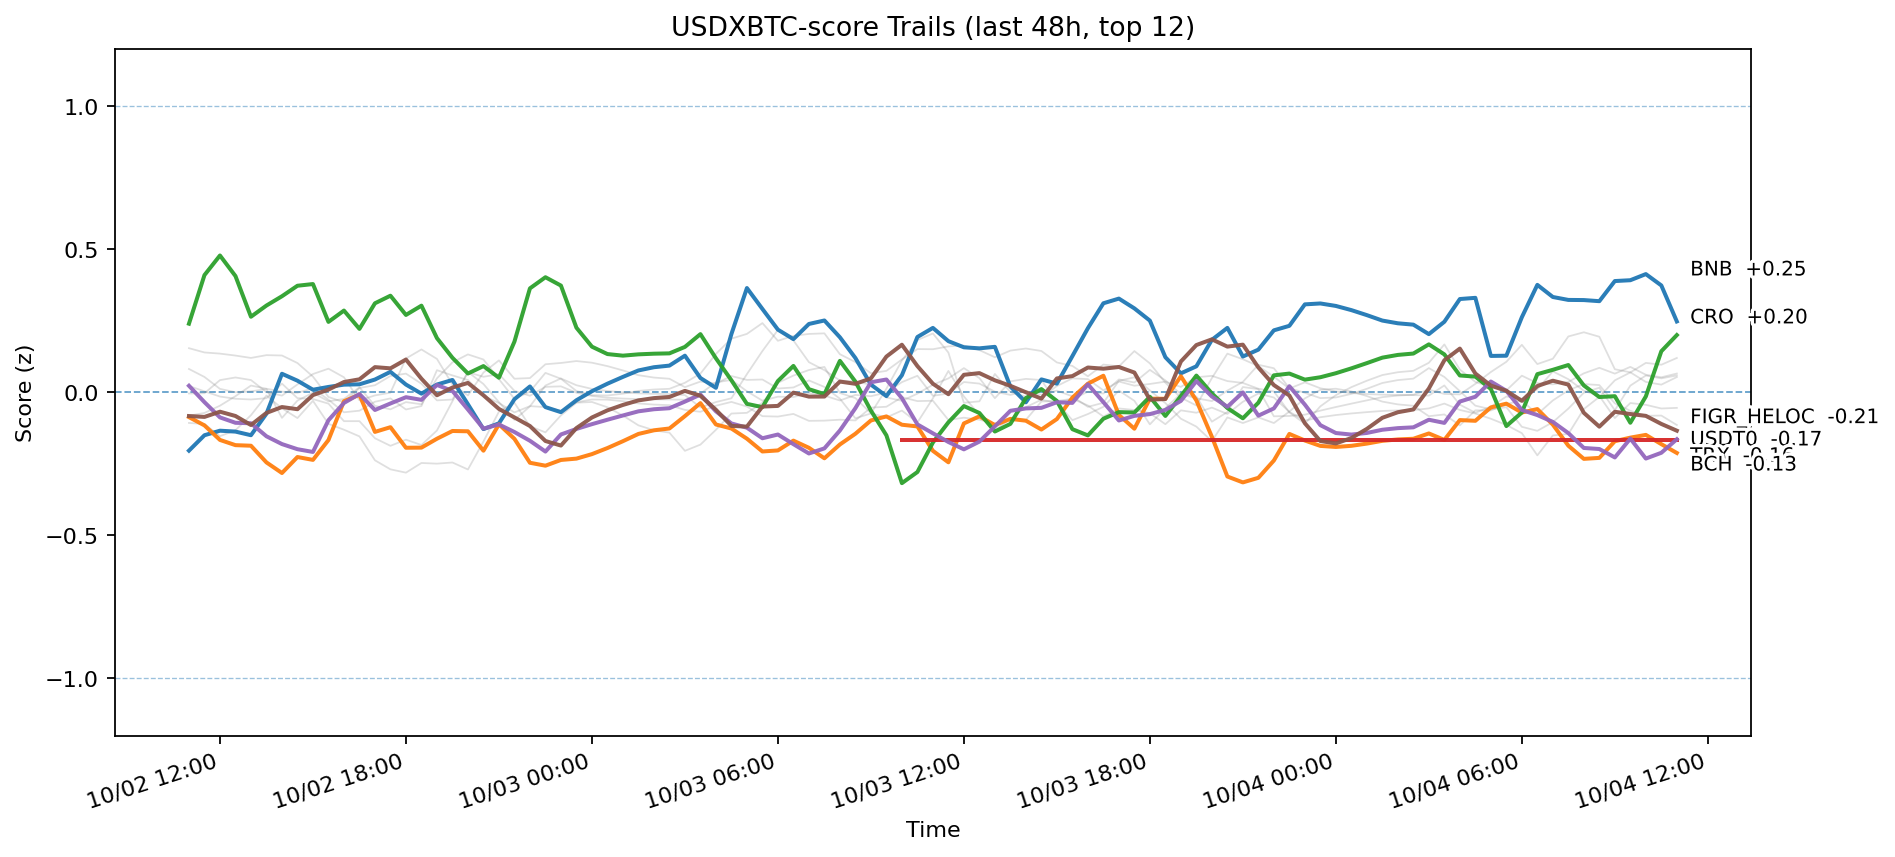 USDXBTC-score Trails (last 48h, top 12)
Score (z)
1.0
0.5
0.0
−0.5
−1.0
BNB +0.25
CRO +0.20
FIGR_HELOC -0.21
USDT0 -0.17
-0.16
BCH -0.13
10/02 12:00
10/02 18:00
10/03 00:00
10/03 06:00
10/03 12:00
10/03 18:00
10/04 00:00
10/04 06:00
10/04 12:00
Time